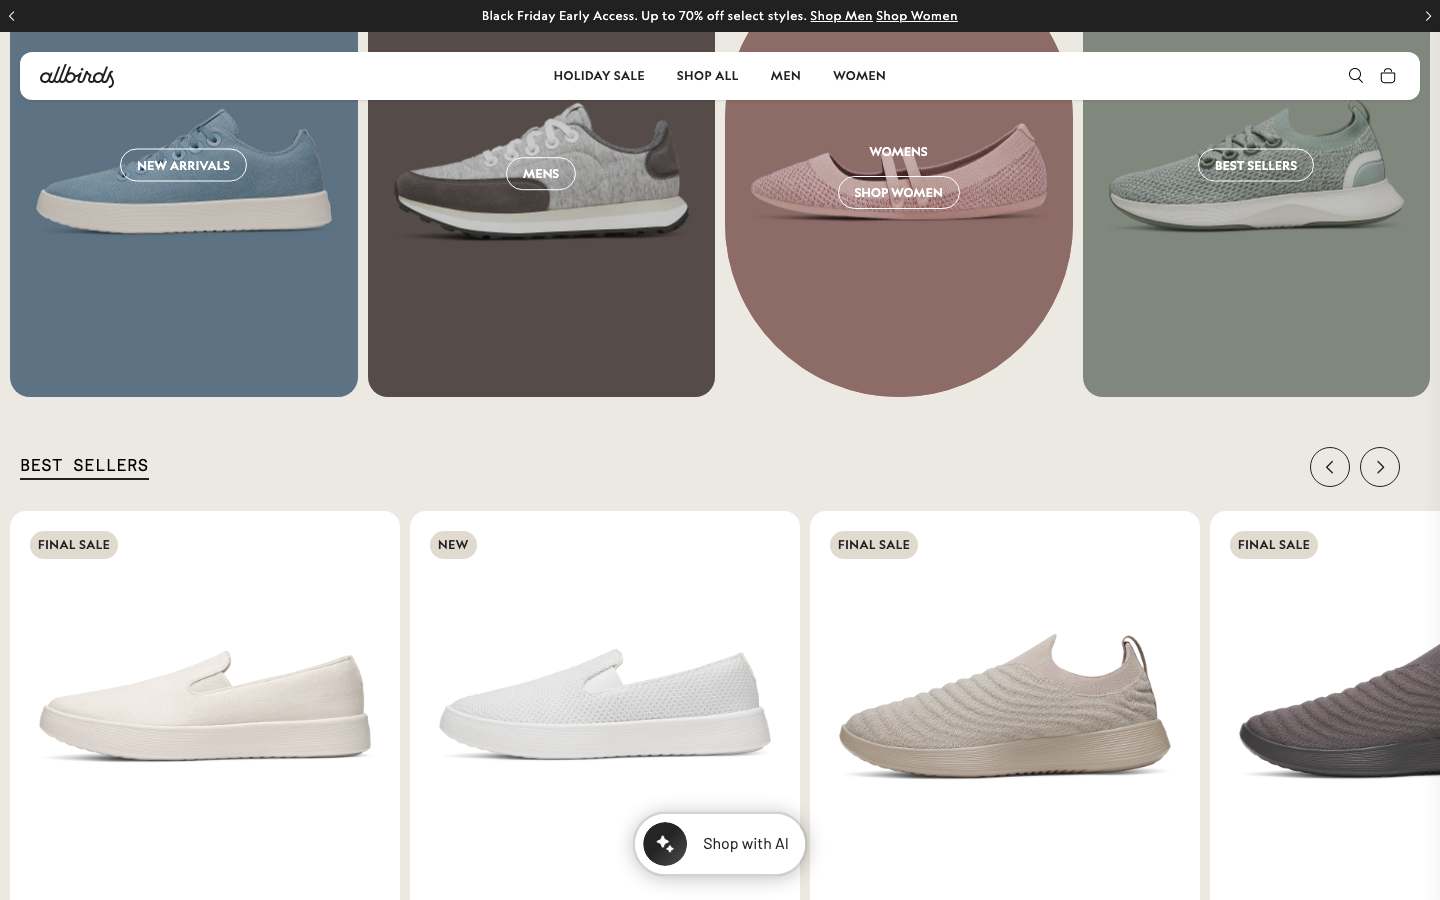 Black Friday Early Access. Up to 70% off select styles. Shop Men Shop Women
allbirds
HOLIDAY SALE
SHOP ALL
MEN
WOMEN
NEW ARRIVALS
MENS
WOMENS
SHOP WOMEN
BEST SELLERS
BEST SELLERS
FINAL SALE
NEW
FINAL SALE
FINAL SALE
Shop with AI